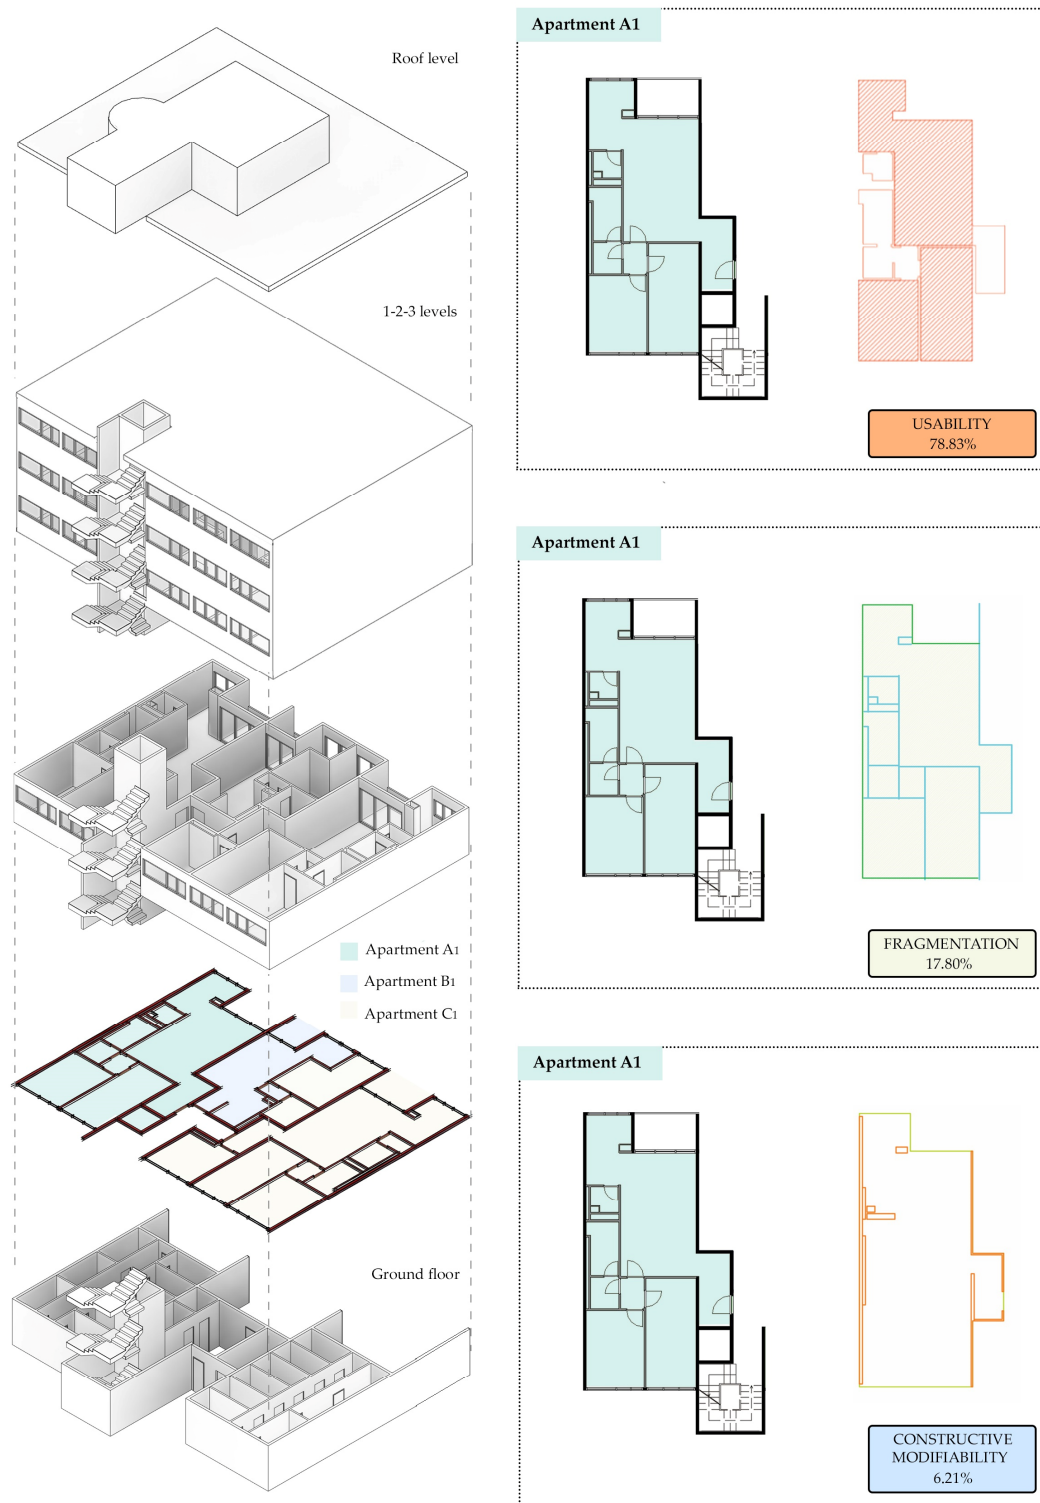 Roof level
1-2-3 levels
Apartment A1
Apartment B1
Apartment C1
Ground floor
Apartment A1
USABILITY
78.83%
Apartment A1
FRAGMENTATION
17.80%
Apartment A1
CONSTRUCTIVE
MODIFIABILITY
6.21%